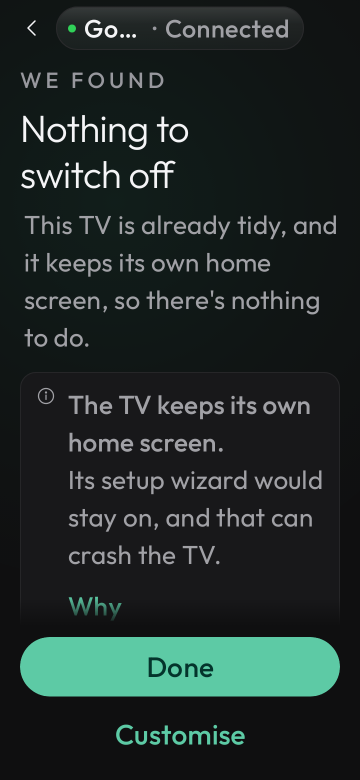 Go... · Connected
WE FOUND
Nothing to
switch off
This TV is already tidy, and
it keeps its own home
screen, so there's nothing
to do.
The TV keeps its own
home screen.
Its setup wizard would
stay on, and that can
crash the TV.
Why
Done
Customise